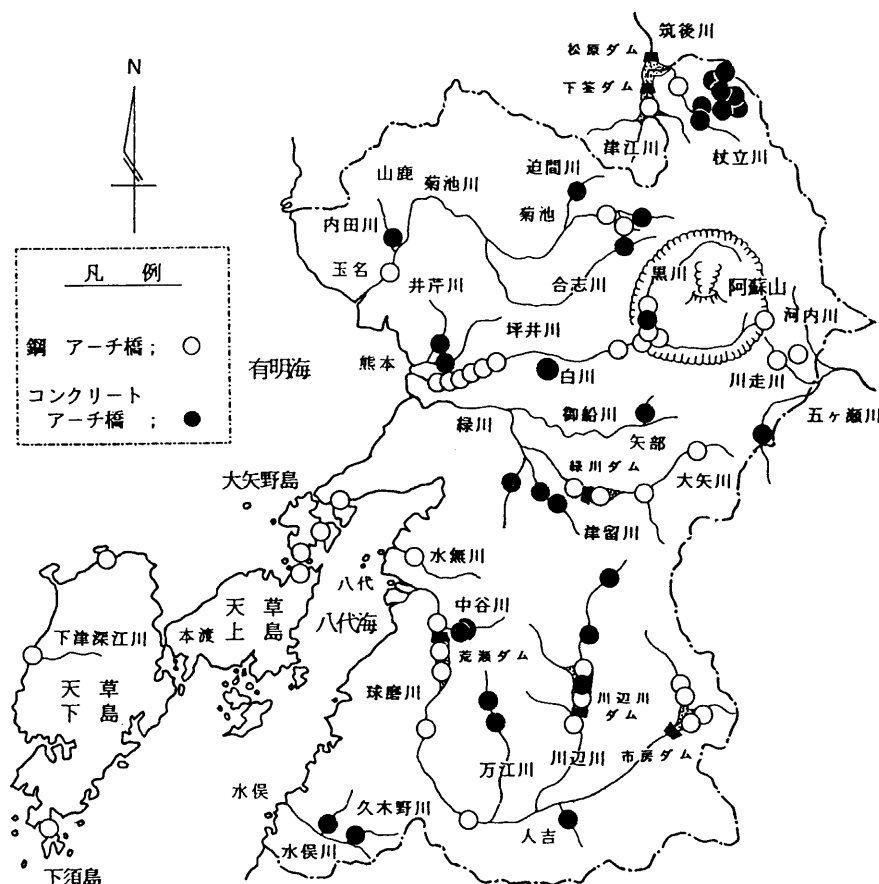 筑後川
松原ダム
N
下筌ダム
津江川
杖立川
迫間川
山鹿
菊池川
菊池
内田川
玉名
井芹川
合志川
黒川
阿蘇山
河内川
凡 例
鋼 アーチ橋;
コンクリート
アーチ橋 ;
坪井川
有明海
熊本
白川
川走川
五ヶ瀬川
緑川
御船川
矢部
緑川ダム
大矢川
大矢野島
津留川
水無川
八代
天草
上島
八代海
中谷川
下津深江川
本渡
荒瀬ダム
天草
下島
球磨川
川辺川
ダム
万江川
川辺川
市房ダム
水俣
久木野川
水俣川
人吉
下須島